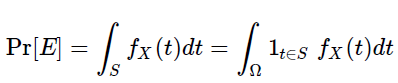 Pr[E] = ∫_S f_X(t)dt = ∫_Ω 1_{t∈S} f_X(t)dt